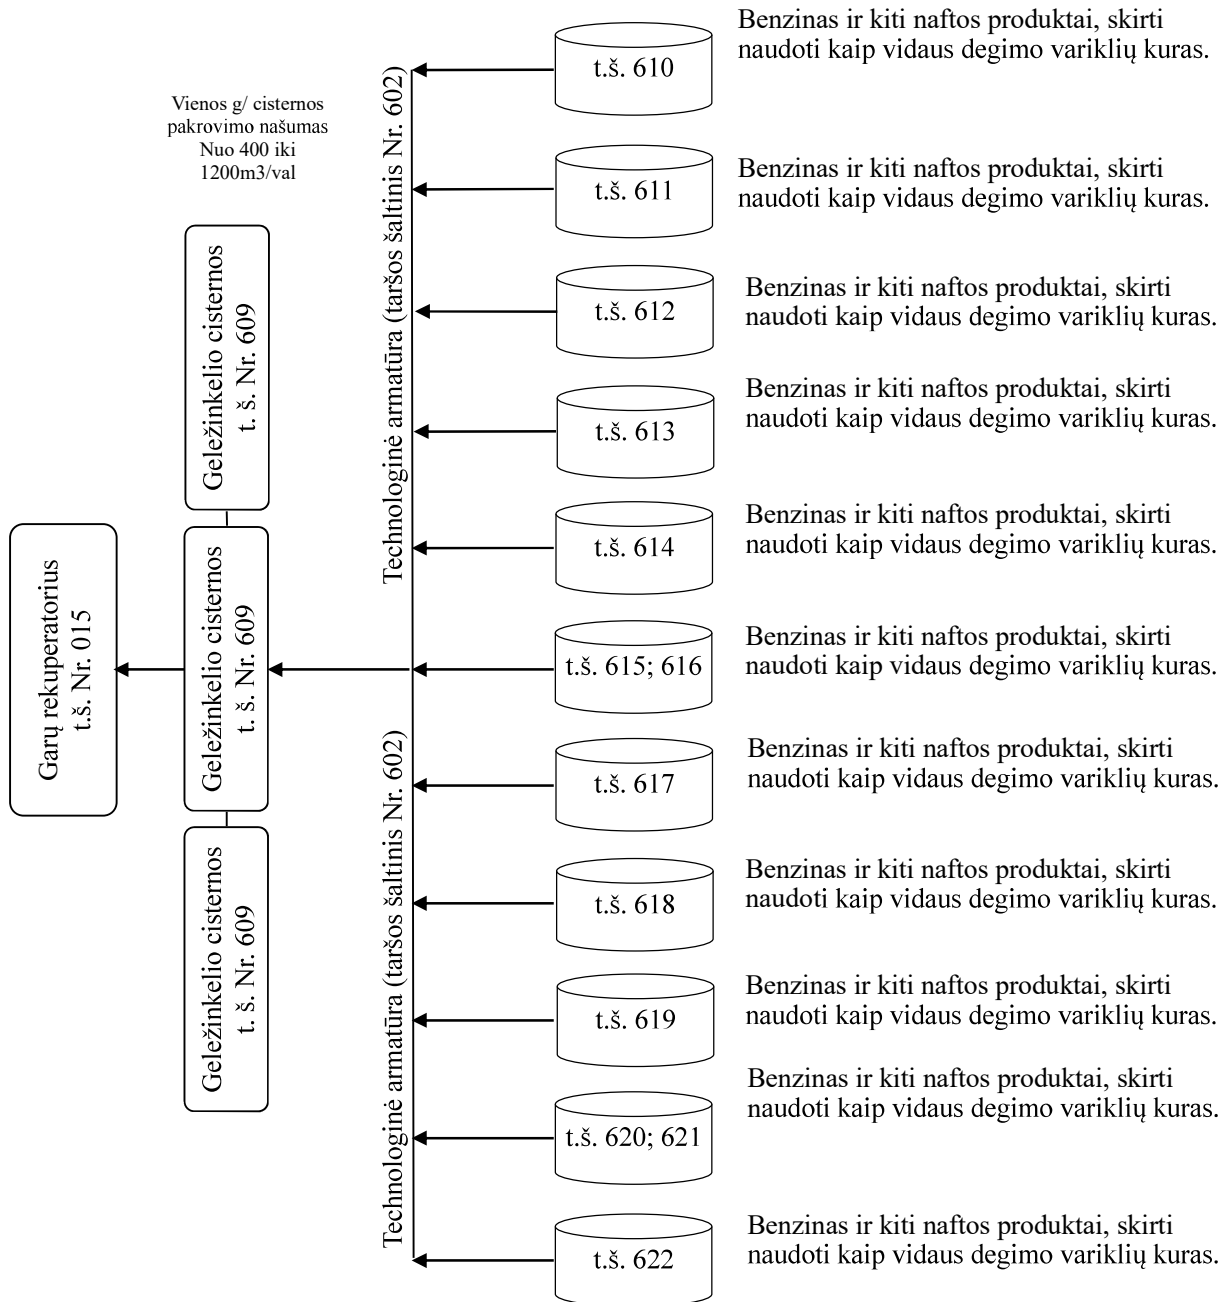 Benzinas ir kiti naftos produktai, skirti
naudoti kaip vidaus degimo variklių kuras.
t.š. 610
Vienos g/ cisternos
pakrovimo našumas
Nuo 400 iki
1200m3/val
Technologinė armatūra (taršos šaltinis Nr. 602)
Benzinas ir kiti naftos produktai, skirti
naudoti kaip vidaus degimo variklių kuras.
t.š. 611
Geležinkelio cisternos
t. š. Nr. 609
Benzinas ir kiti naftos produktai, skirti
naudoti kaip vidaus degimo variklių kuras.
t.š. 612
Benzinas ir kiti naftos produktai, skirti
naudoti kaip vidaus degimo variklių kuras.
t.š. 613
Benzinas ir kiti naftos produktai, skirti
naudoti kaip vidaus degimo variklių kuras.
t.š. 614
Garų rekuperatorius
t.š. Nr. 015
Geležinkelio cisternos
t. š. Nr. 609
Benzinas ir kiti naftos produktai, skirti
naudoti kaip vidaus degimo variklių kuras.
t.š. 615; 616
Technologinė armatūra (taršos šaltinis Nr. 602)
Benzinas ir kiti naftos produktai, skirti
naudoti kaip vidaus degimo variklių kuras.
t.š. 617
Geležinkelio cisternos
t. š. Nr. 609
Benzinas ir kiti naftos produktai, skirti
naudoti kaip vidaus degimo variklių kuras.
t.š. 618
Benzinas ir kiti naftos produktai, skirti
naudoti kaip vidaus degimo variklių kuras.
t.š. 619
Benzinas ir kiti naftos produktai, skirti
naudoti kaip vidaus degimo variklių kuras.
t.š. 620; 621
Benzinas ir kiti naftos produktai, skirti
naudoti kaip vidaus degimo variklių kuras.
t.š. 622